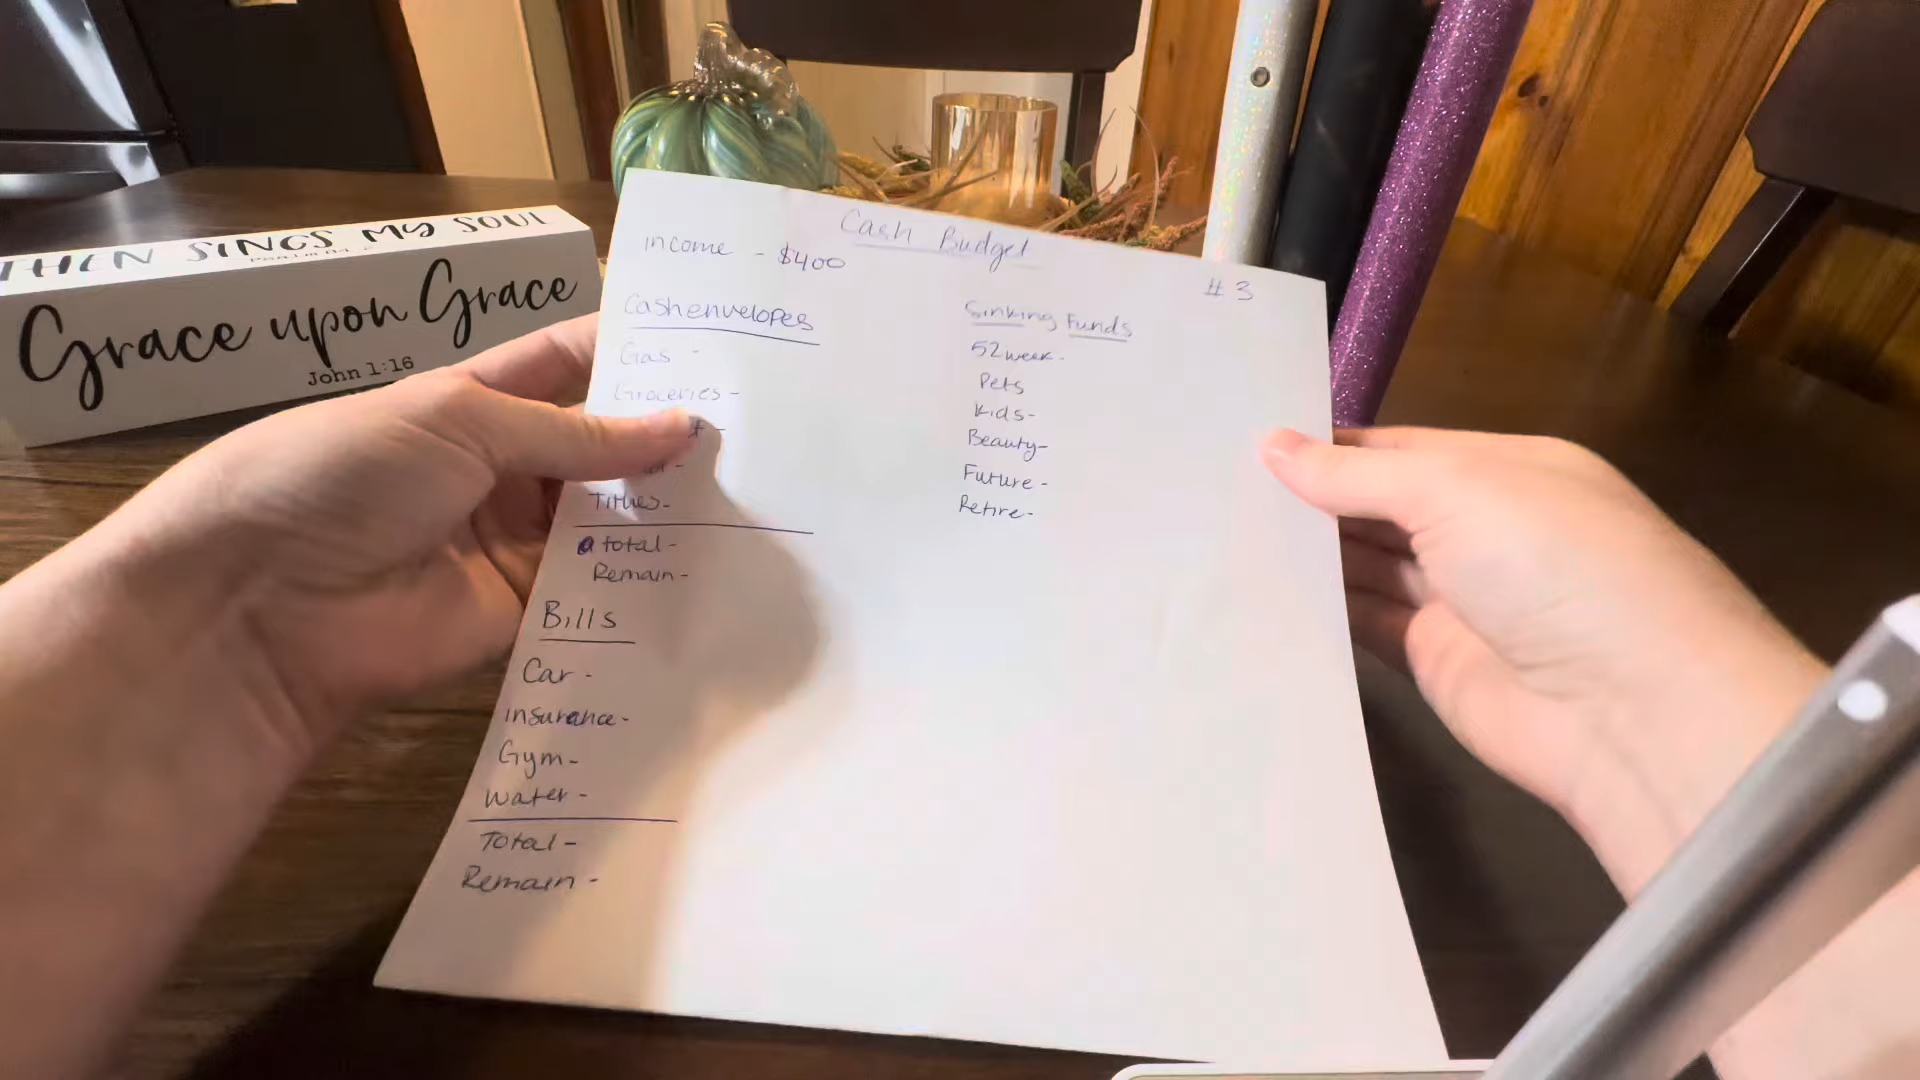 THEN SINGS MY SOUL
Grace upon Grace
John 1:16
Cash Budget
income - $400
#3
Cashenvelopes
Gas -
Groceries -
Tithes-
total-
Remain-
Bills
Car -
insurance-
Gym-
Water -
Total-
Remain -
Sinking Funds
52 week-
Pets
Kids-
Beauty-
Future-
Retire-